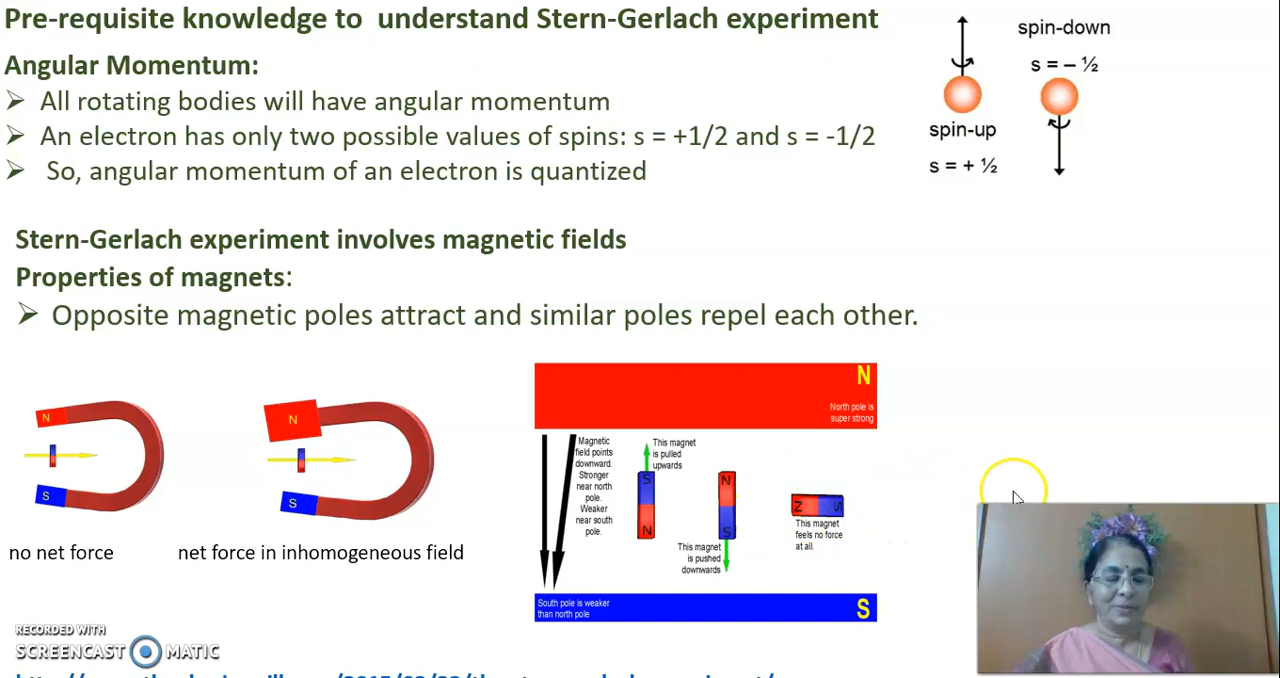 Pre-requisite knowledge to understand Stern-Gerlach experiment
Angular Momentum:
➢ All rotating bodies will have angular momentum
➢ An electron has only two possible values of spins: s = +1/2 and s = -1/2
➢ So, angular momentum of an electron is quantized
spin-down
s = – ½
spin-up
s = + ½
Stern-Gerlach experiment involves magnetic fields
Properties of magnets:
➢ Opposite magnetic poles attract and similar poles repel each other.
N
S
no net force
N
S
net force in inhomogeneous field
N
North pole is
super strong
Magnetic
field points
downward.
Stronger
near north
pole.
Weaker
near south
pole.
This magnet
is pulled
upwards
S
N
N
S
This magnet
is pushed
downwards
N
S
This magnet
feels no force
at all.
South pole is weaker
than north pole
S
RECORDED WITH
SCREENCAST MATIC